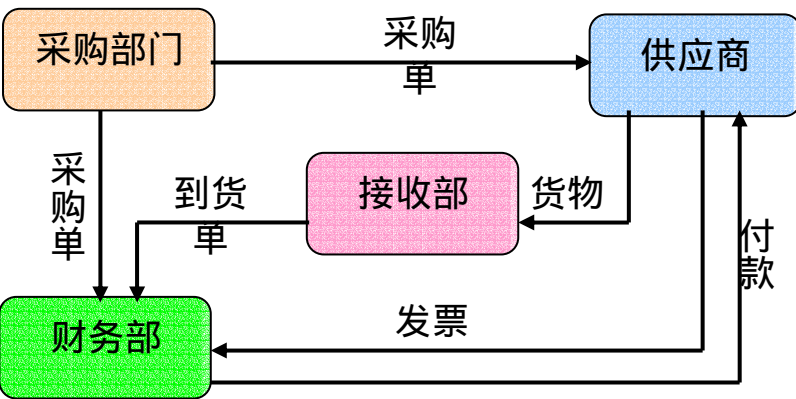 采购部门
采购
单
供应商
采
购
单
到货
单
接收部
货物
付
款
财务部
发票